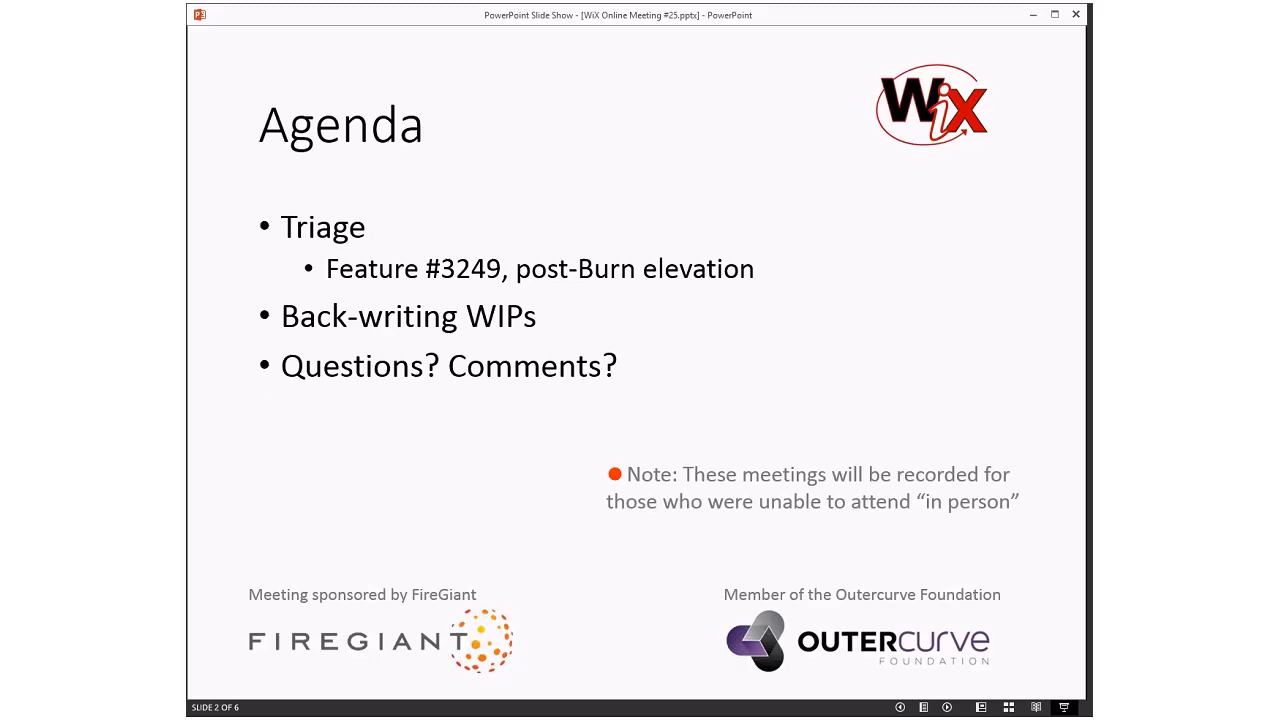 PowerPoint Slide Show - [WiX Online Meeting #25.pptx] - PowerPoint
WiX
Agenda
• Triage
• Feature #3249, post-Burn elevation
• Back-writing WIPs
• Questions? Comments?
Note: These meetings will be recorded for
those who were unable to attend “in person”
Meeting sponsored by FireGiant
FIREGIANT
Member of the Outercurve Foundation
OUTERCURVE
FOUNDATION
SLIDE 2 OF 6